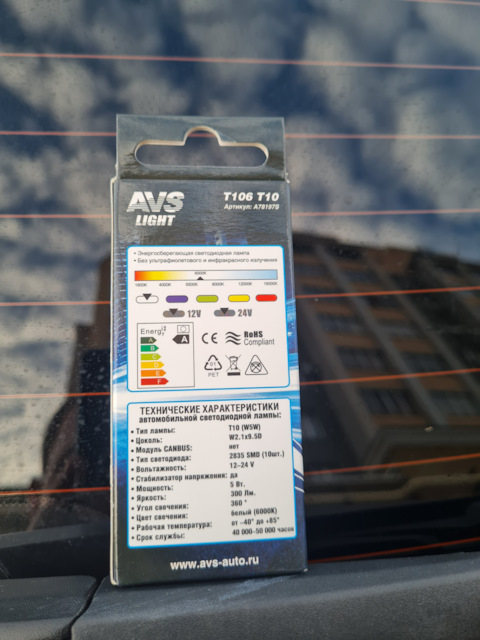 AVS
LIGHT
T106 T10
Артикул: A78197S
• Энергосберегающая светодиодная лампа
• Без ультрафиолетового и инфракрасного излучения
6000K
12V
24V
Energy
A
A
B
C
D
E
F
CE
RoHS
Compliant
PET
ТЕХНИЧЕСКИЕ ХАРАКТЕРИСТИКИ
автомобильной светодиодной лампы:
• Тип лампы: T10 (W5W)
• Цоколь: W2.1x9.5D
• Модуль CANBUS: нет
• Тип светодиода: 2835 SMD (10шт.)
• Вольтажность: 12–24 V
• Стабилизатор напряжения: да
• Мощность: 5 Вт.
• Яркость: 300 Лм.
• Угол свечения: 360 °
• Цвет свечения: белый (6000K)
• Рабочая температура: от –40° до +85°
• Срок службы: 40 000–50 000 часов
www.avs-auto.ru